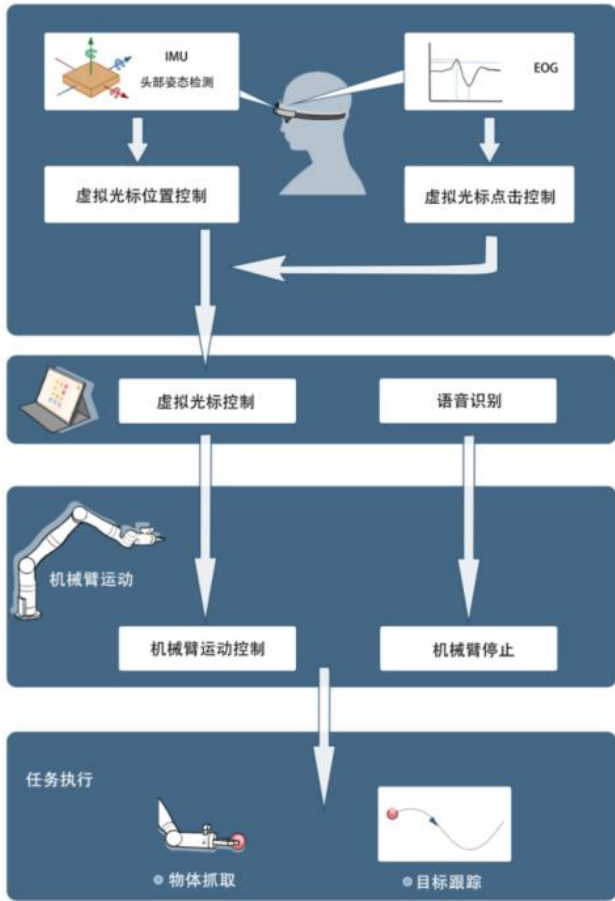 IMU
头部姿态检测
EOG
虚拟光标位置控制
虚拟光标点击控制
虚拟光标控制
语音识别
机械臂运动
机械臂运动控制
机械臂停止
任务执行
物体抓取
目标跟踪